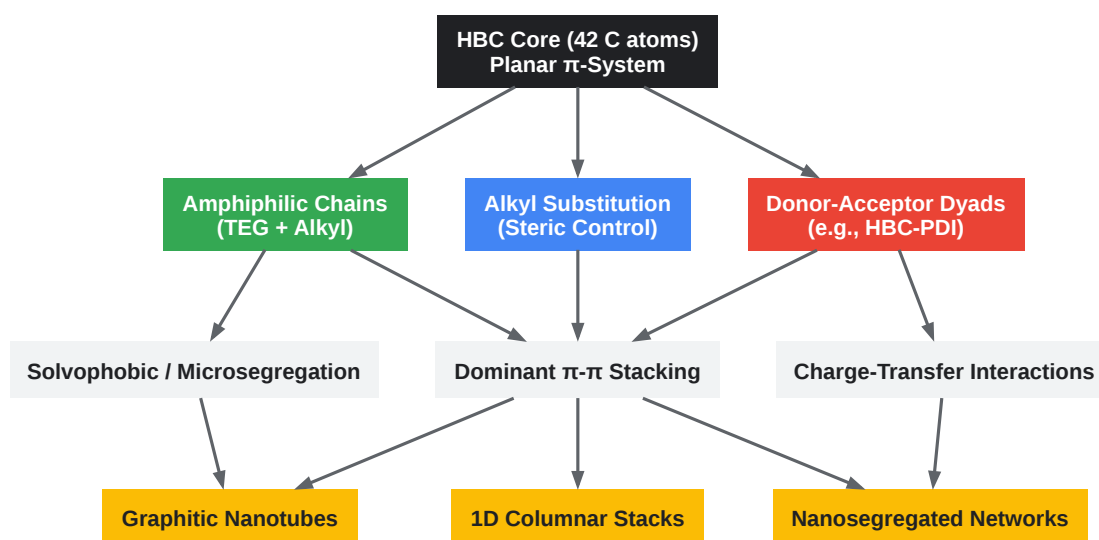 HBC Core (42 C atoms)
Planar π-System
Amphiphilic Chains
(TEG + Alkyl)
Alkyl Substitution
(Steric Control)
Donor-Acceptor Dyads
(e.g., HBC-PDI)
Solvophobic / Microsegregation
Dominant π-π Stacking
Charge-Transfer Interactions
Graphitic Nanotubes
1D Columnar Stacks
Nanosegregated Networks